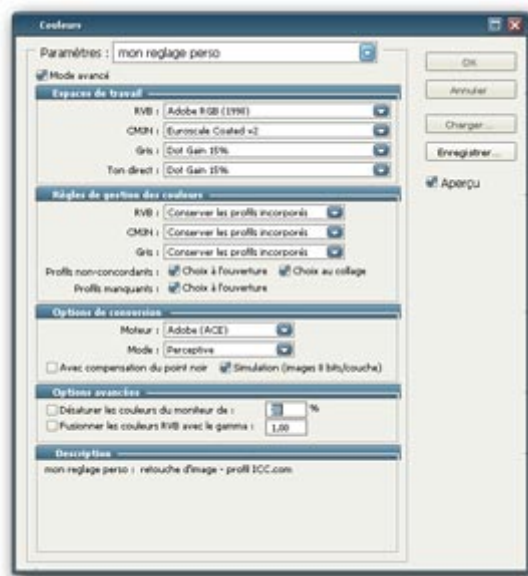 Couleurs
Paramètres : mon reglage perso
OK
Mode avancé
Annuler
Espaces de travail
RVB : Adobe RGB (1998)
CMJN : Euroscale Coated v2
Charger...
Gris : Dot Gain 15%
Enregistrer...
Ton direct : Dot Gain 15%
Aperçu
Règles de gestion des couleurs
RVB : Conserver les profils incorporés
CMJN : Conserver les profils incorporés
Gris : Conserver les profils incorporés
Profils non-concordants : Choix à l'ouverture Choix au collage
Profils manquants : Choix à l'ouverture
Options de conversion
Moteur : Adobe (ACE)
Mode : Perceptive
Avec compensation du point noir Simulation (images 8 bits/couche)
Options avancées
Désaturer les couleurs du moniteur de : %
Fusionner les couleurs RVB avec le gamma : 1,00
Description
mon reglage perso : retouche d'image - profil ICC.com